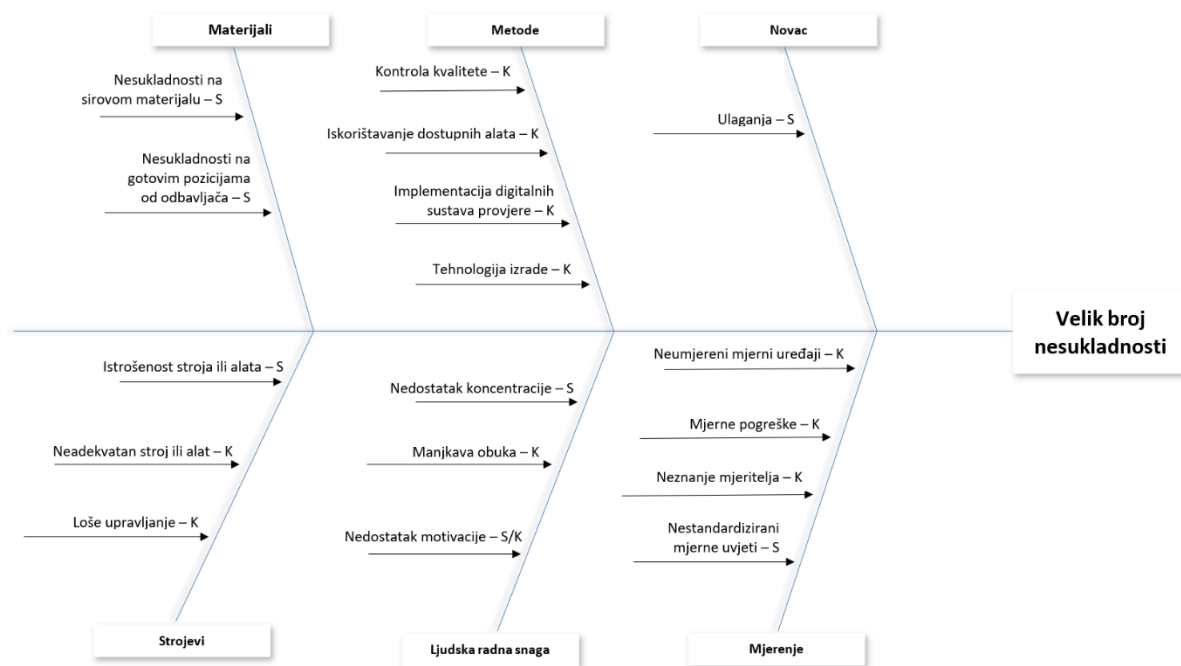 Materijali
Metode
Novac
Nesukladnosti na
sirovom materijalu – S
Nesukladnosti na
gotovim pozicijama
od odbavljača – S
Kontrola kvalitete – K
Iskorištavanje dostupnih alata – K
Implementacija digitalnih
sustava provjere – K
Tehnologija izrade – K
Ulaganja – S
Velik broj
nesukladnosti
Istrošenost stroja ili alata – S
Neadekvatan stroj ili alat – K
Loše upravljanje – K
Nedostatak koncentracije – S
Manjkava obuka – K
Nedostatak motivacije – S/K
Neumjereni mjerni uređaji – K
Mjerne pogreške – K
Neznanje mjeritelja – K
Nestandardizirani
mjerne uvjeti – S
Strojevi
Ljudska radna snaga
Mjerenje